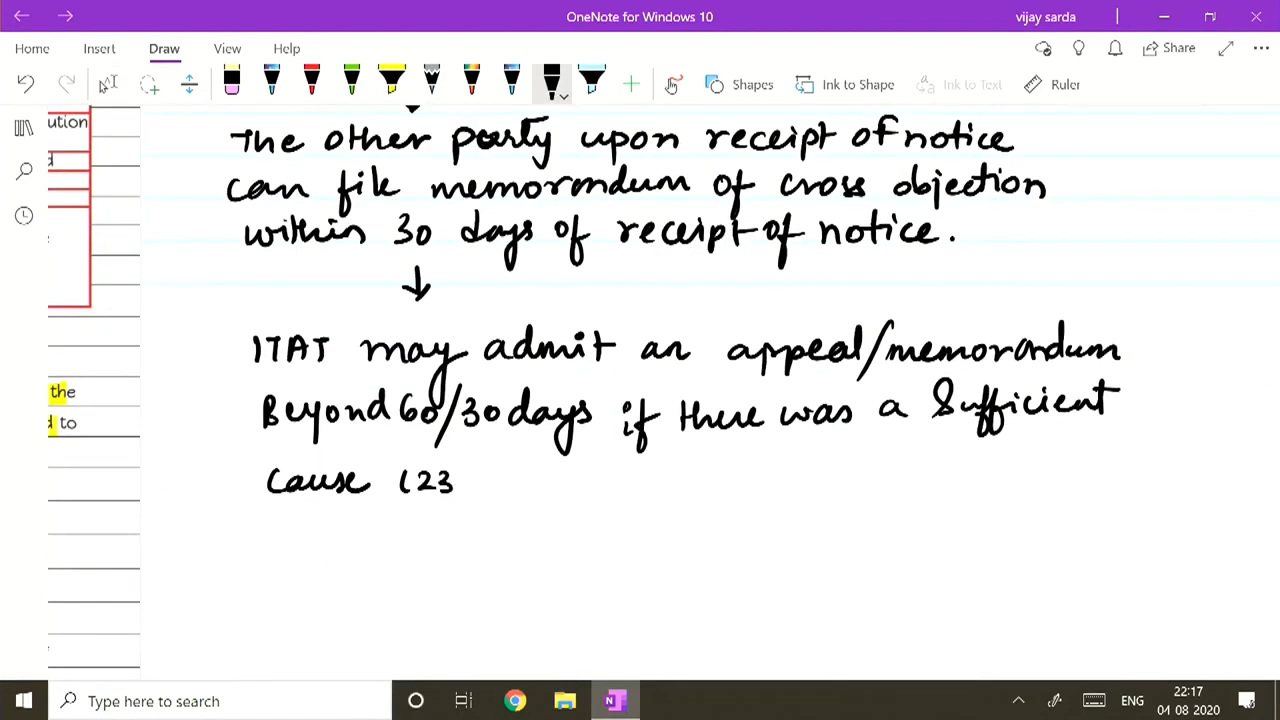 OneNote for Windows 10
vijay sarda
Home Insert Draw View Help
Share
Shapes
Ink to Shape
Ink to Text
Ruler
ution
d
the
d to
The other party upon receipt of notice
can file memorandum of cross objection
within 30 days of receipt of notice.
↓
ITAT may admit an appeal/memorandum
Beyond 60/30 days if there was a Sufficient
Cause (23
Type here to search
ENG
22:17
04-08-2020